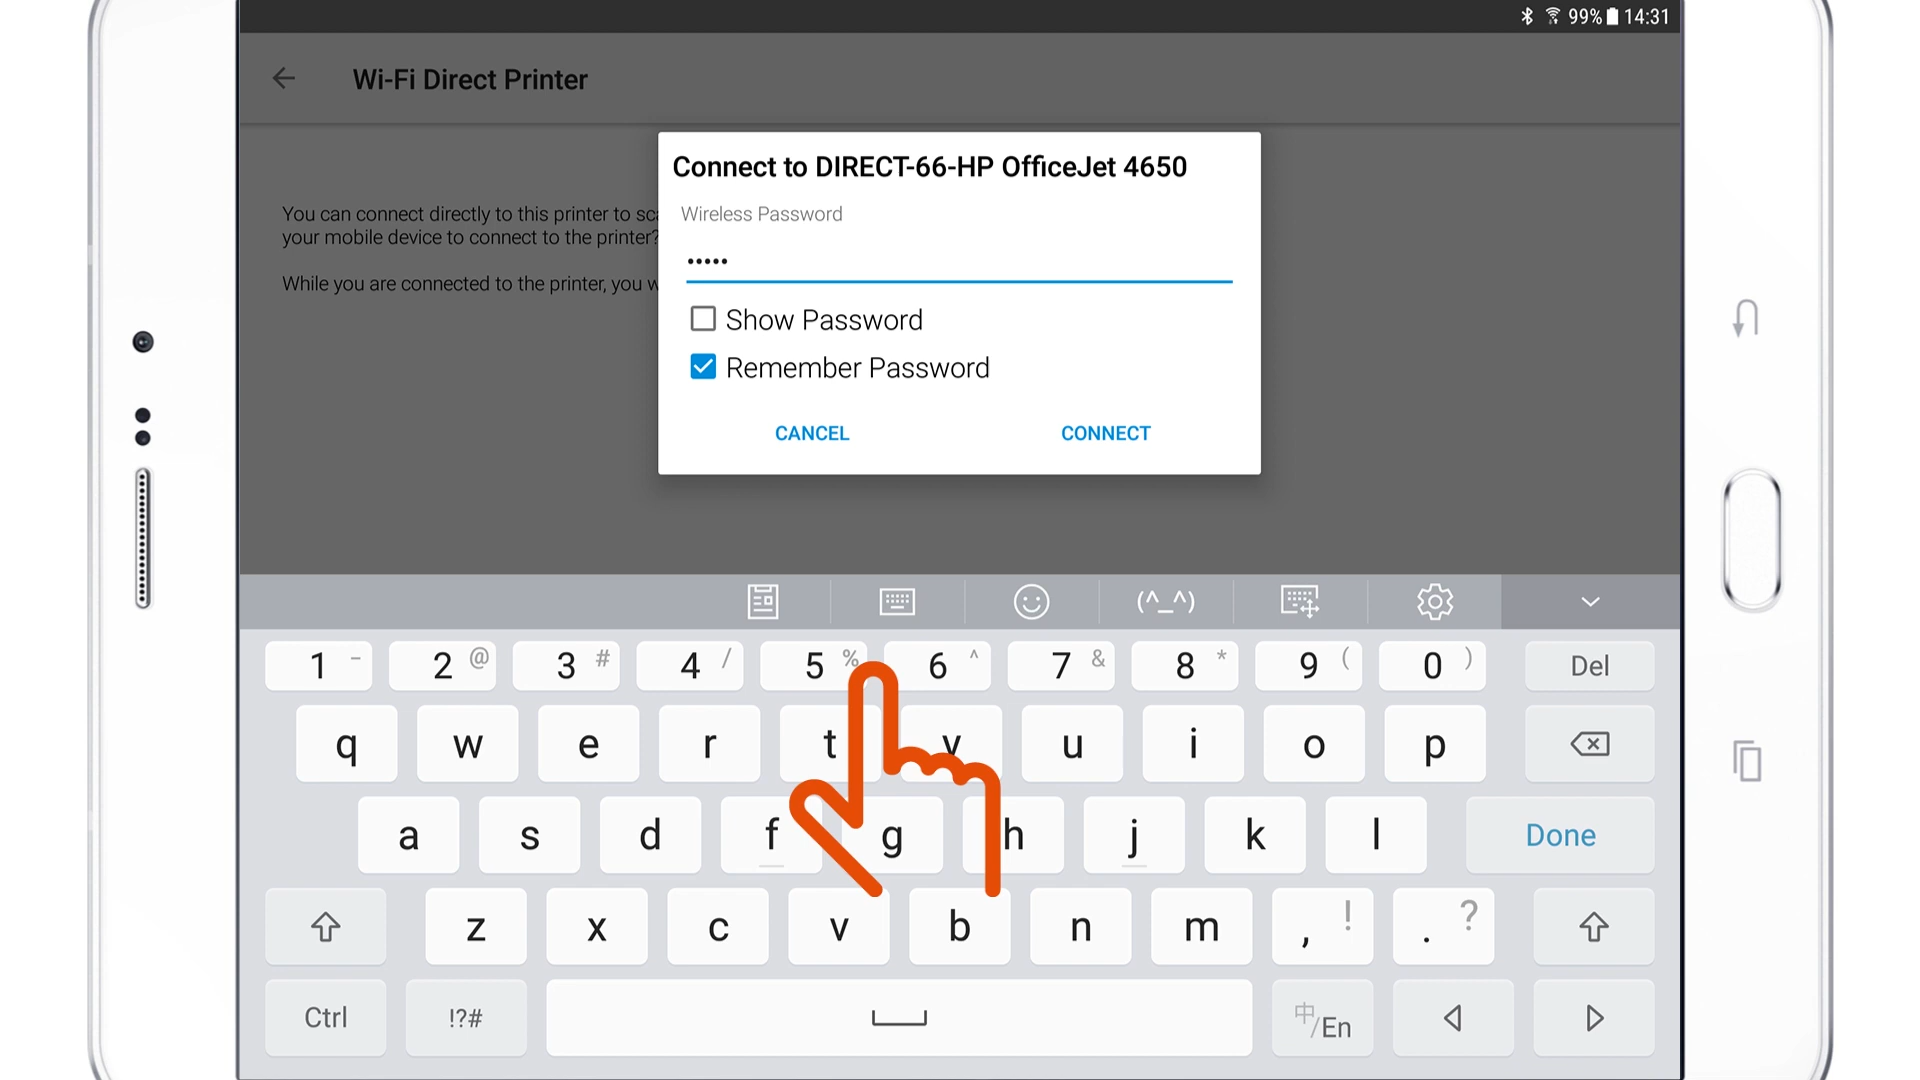 99% 14:31
Wi-Fi Direct Printer
Connect to DIRECT-66-HP OfficeJet 4650
Wireless Password
•••••
You can connect directly to this printer to
your mobile device to connect to the printer?
While you are connected to the printer, you
Show Password
Remember Password
CANCEL CONNECT
(^_^)
1 - 2 @ 3 # 4 / 5 % 6 ^ 7 & 8 * 9 ( 0 ) Del
q w e r t y u i o p
a s d f g h j k l Done
z x c v b n m , ! . ?
Ctrl !?# 中/En